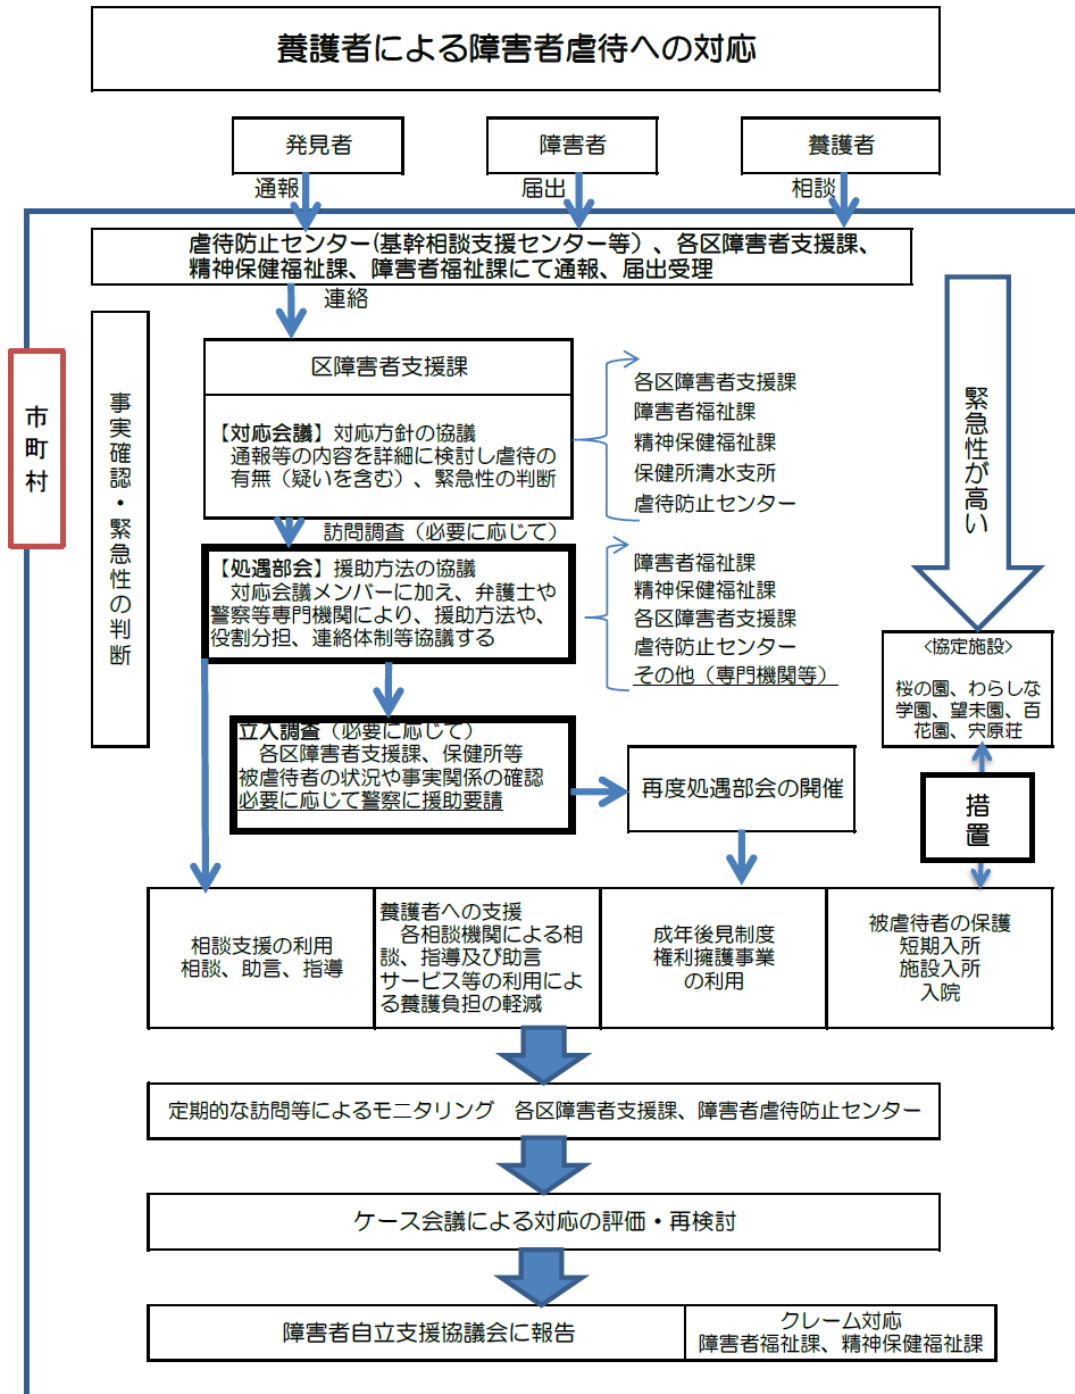 養護者による障害者虐待への対応
発見者
障害者
養護者
通報
届出
相談
虐待防止センター(基幹相談支援センター等）、各区障害者支援課、
精神保健福祉課、障害者福祉課にて通報、届出受理
連絡
市町村
事実確認・緊急性の判断
区障害者支援課
【対応会議】対応方針の協議
通報等の内容を詳細に検討し虐待の
有無（疑いを含む）、緊急性の判断
各区障害者支援課
障害者福祉課
精神保健福祉課
保健所清水支所
虐待防止センター
緊急性が高い
訪問調査（必要に応じて）
【処遇部会】援助方法の協議
対応会議メンバーに加え、弁護士や
警察等専門機関により、援助方法や、
役割分担、連絡体制等協議する
障害者福祉課
精神保健福祉課
各区障害者支援課
虐待防止センター
その他（専門機関等）
<協定施設>
桜の園、わらしな
学園、望未園、百
花園、宍原荘
立入調査（必要に応じて）
各区障害者支援課、保健所等
被虐待者の状況や事実関係の確認
必要に応じて警察に援助要請
再度処遇部会の開催
措置
相談支援の利用
相談、助言、指導
養護者への支援
各相談機関による相
談、指導及び助言
サービス等の利用によ
る養護負担の軽減
成年後見制度
権利擁護事業
の利用
被虐待者の保護
短期入所
施設入所
入院
定期的な訪問等によるモニタリング　各区障害者支援課、障害者虐待防止センター
ケース会議による対応の評価・再検討
障害者自立支援協議会に報告
クレーム対応
障害者福祉課、精神保健福祉課